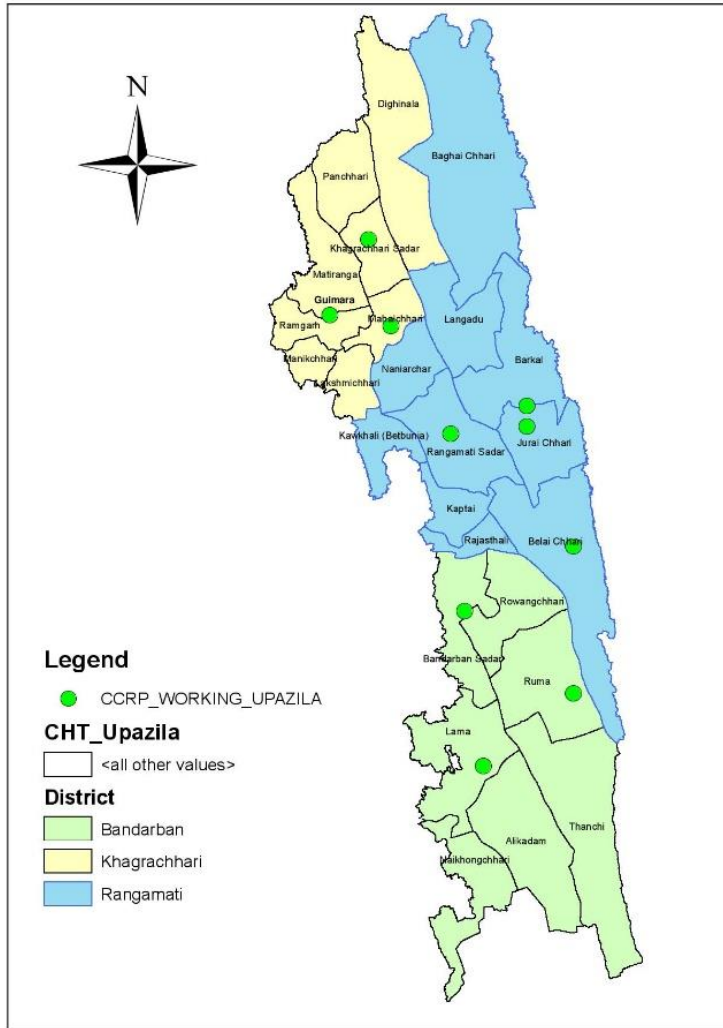 N
Dighinala
Baghai Chhari
Panchhari
Khagrachhari Sadar
Matiranga
Guimara
Ramgarh
Mahalchhari
Langadu
Manikchhari
Lakshmichhari
Naniarchar
Barkal
Kawkhali (Betbunia)
Rangamati Sadar
Jurai Chhari
Kaptai
Rajasthali
Belai Chhari
Rowangchhari
Bandarban Sadar
Ruma
Lama
Thanchi
Alikadam
Naikhongchhari
Legend
CCRP_WORKING_UPAZILA
CHT_Upazila
<all other values>
District
Bandarban
Khagrachhari
Rangamati